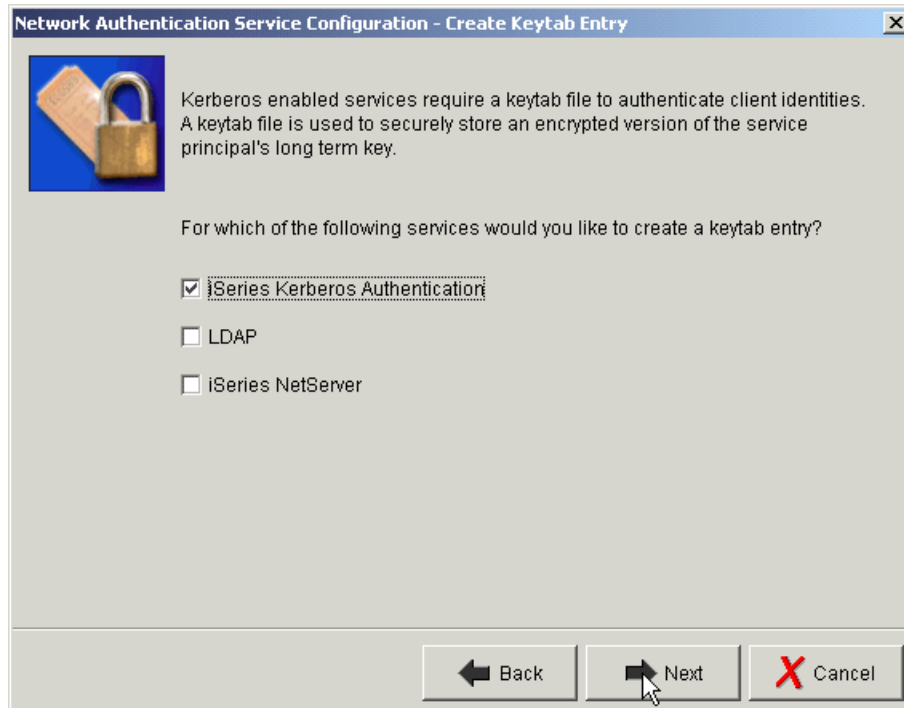 Network Authentication Service Configuration - Create Keytab Entry
Kerberos enabled services require a keytab file to authenticate client identities.
A keytab file is used to securely store an encrypted version of the service
principal's long term key.
For which of the following services would you like to create a keytab entry?
iSeries Kerberos Authentication
LDAP
iSeries NetServer
Back
Next
Cancel